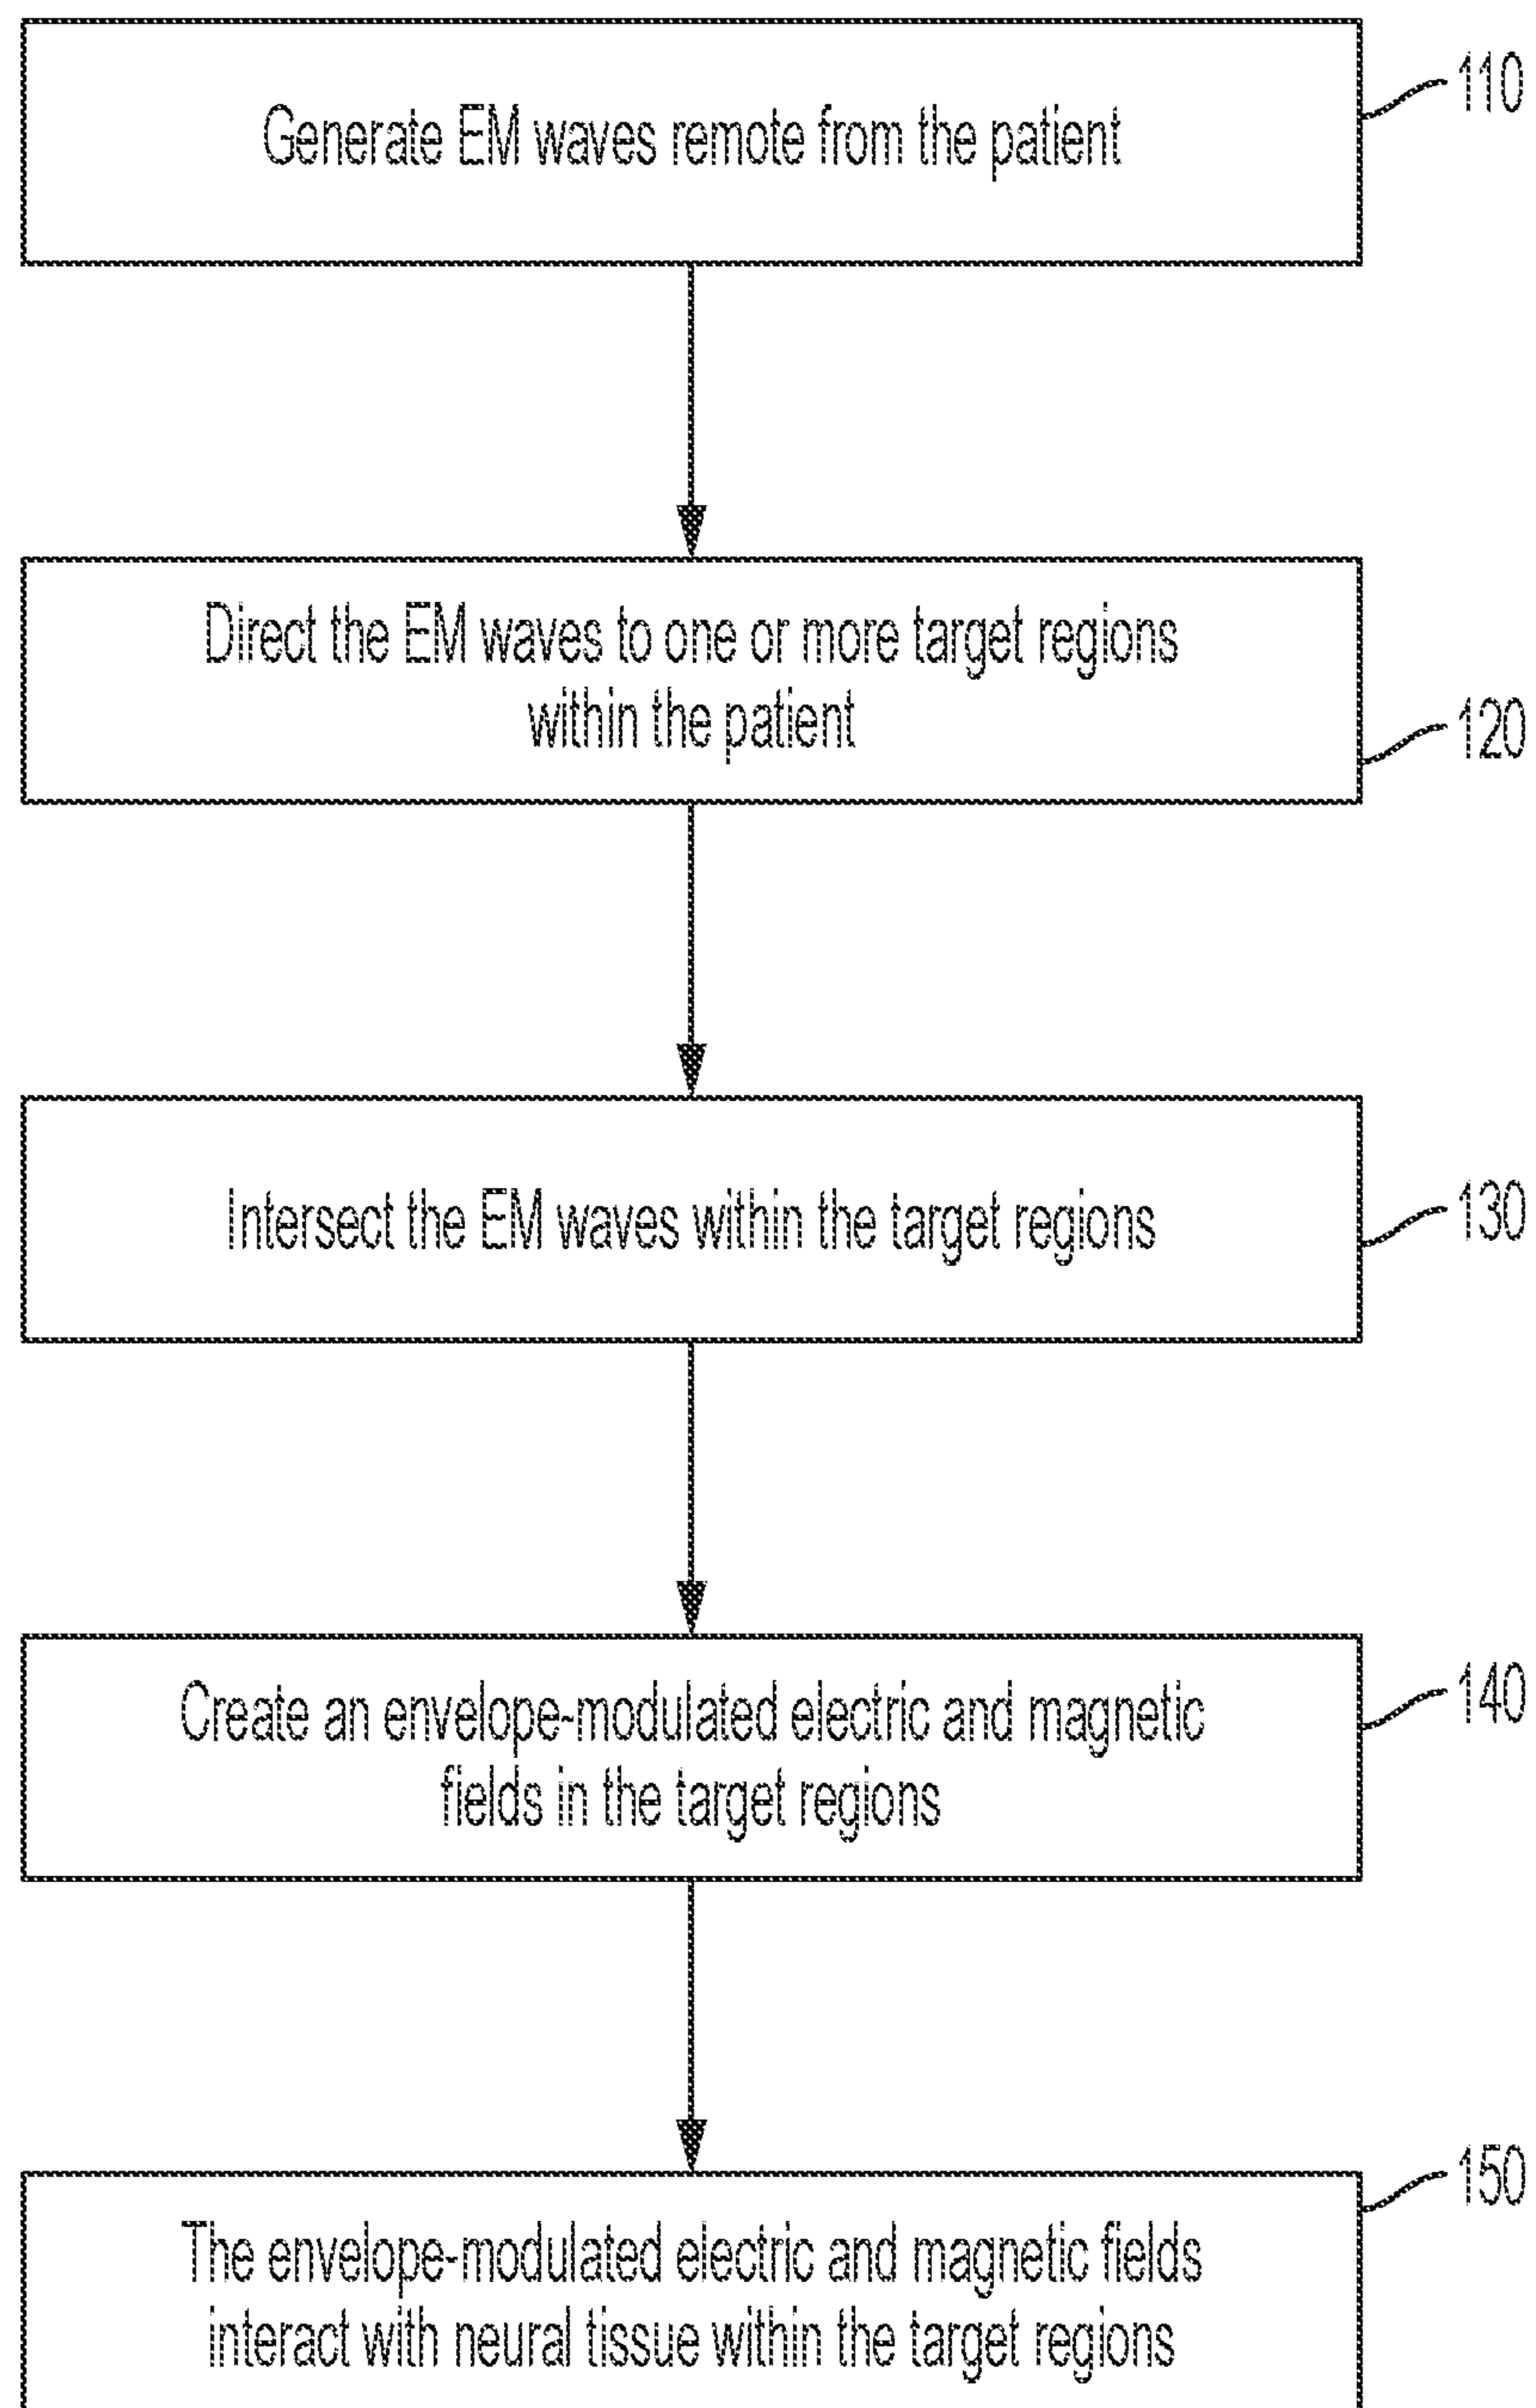 Generate EM waves remote from the patient
110
Direct the EM waves to one or more target regions
within the patient
120
Intersect the EM waves within the target regions
130
Create an envelope-modulated electric and magnetic
fields in the target regions
140
The envelope-modulated electric and magnetic fields
interact with neural tissue within the target regions
150